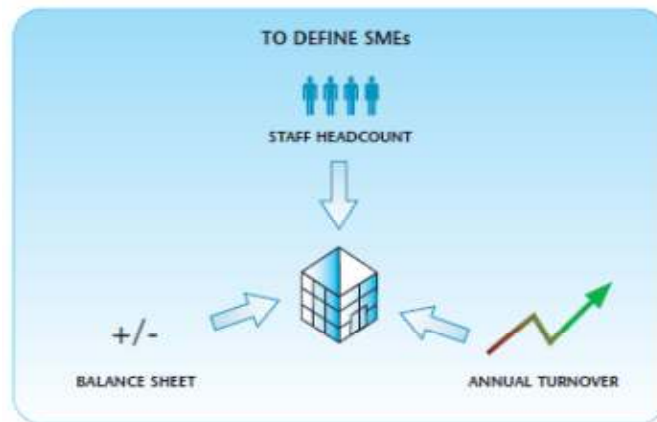 TO DEFINE SMEs
STAFF HEADCOUNT
+/-
BALANCE SHEET
ANNUAL TURNOVER